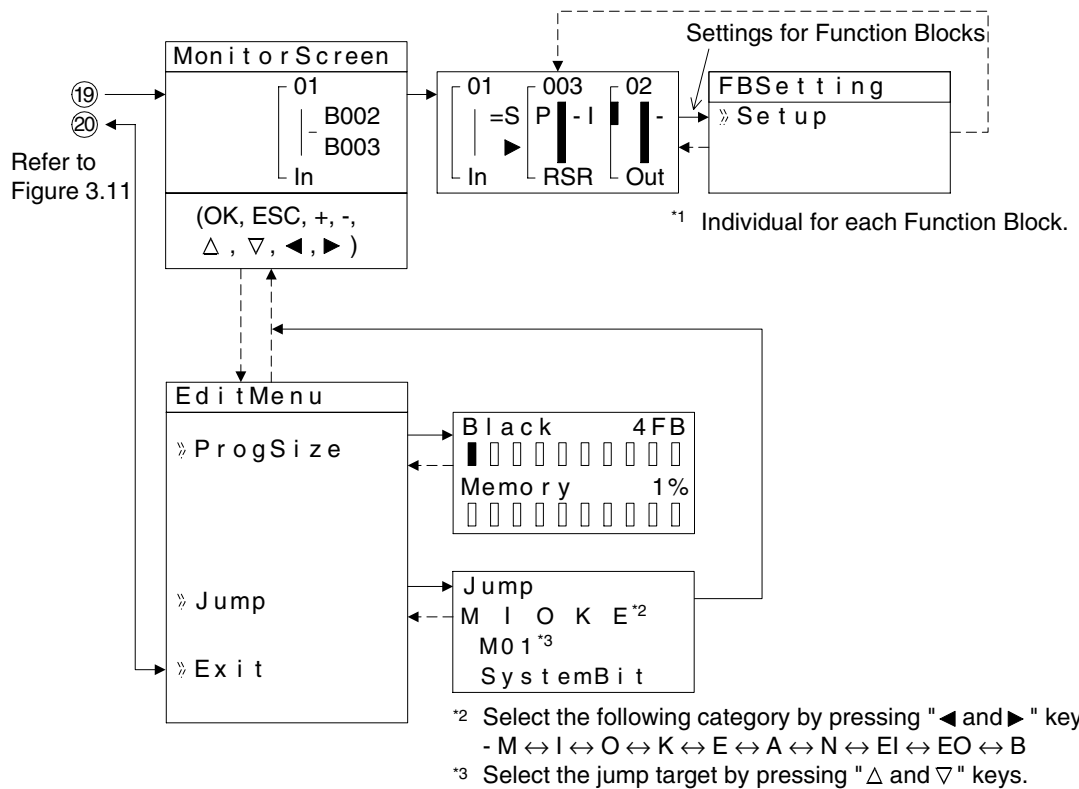 Settings for Function Blocks
MonitorScreen
01
B002
B003
In
(OK, ESC, +, -,
△ , ▽, ◀ , ▶ )
⑲
⑳
Refer to
Figure 3.11
01 003 02
=S P - I -
▶
In RSR Out
FBSetting
» Setup
*1 Individual for each Function Block.
EditMenu
» ProgSize
» Jump
» Exit
Black 4FB
Memory 1%
Jump
M I O K E*2
M01*3
SystemBit
*2 Select the following category by pressing "◀ and ▶ " key
- M ↔ I ↔ O ↔ K ↔ E ↔ A ↔ N ↔ EI ↔ EO ↔ B
*3 Select the jump target by pressing "△ and ▽" keys.